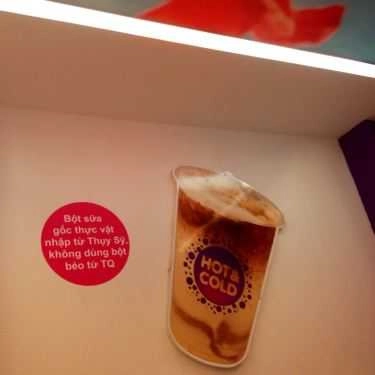 Bột sữa
gốc thực vật
nhập từ Thụy Sỹ,
không dùng bột
béo từ TQ
HOT&
COLD